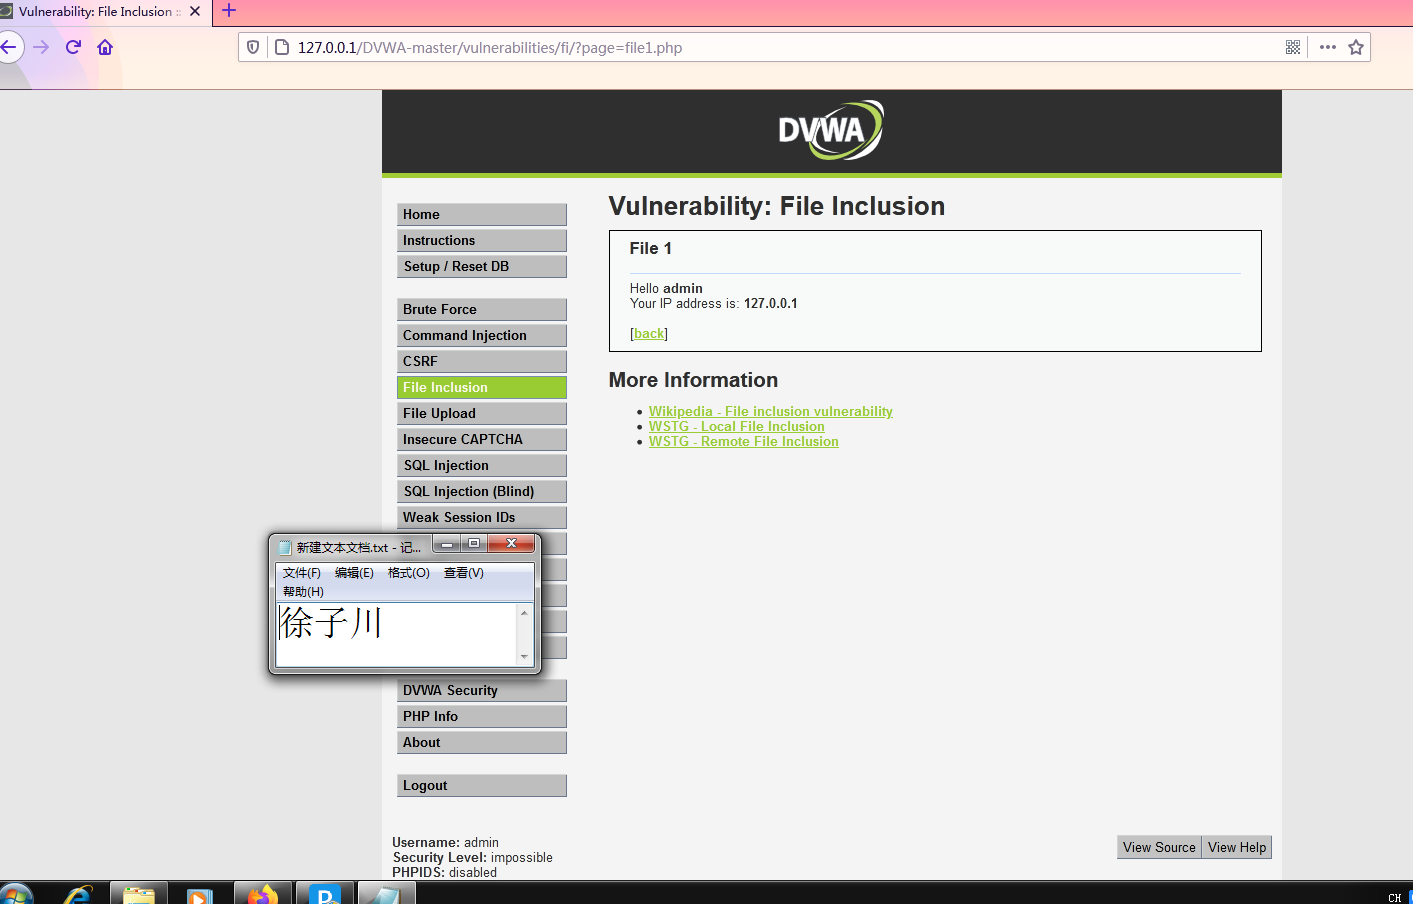 Vulnerability: File Inclusion ::
127.0.0.1/DVWA-master/vulnerabilities/fi/?page=file1.php
DVWA
Home
Instructions
Setup / Reset DB
Brute Force
Command Injection
CSRF
File Inclusion
File Upload
Insecure CAPTCHA
SQL Injection
SQL Injection (Blind)
Weak Session IDs
DVWA Security
PHP Info
About
Logout
Vulnerability: File Inclusion
File 1
Hello admin
Your IP address is: 127.0.0.1
[back]
More Information
Wikipedia - File inclusion vulnerability
WSTG - Local File Inclusion
WSTG - Remote File Inclusion
新建文本文档.txt - 记...
文件(F) 编辑(E) 格式(O) 查看(V)
帮助(H)
徐子川
Username: admin
Security Level: impossible
PHPIDS: disabled
View Source View Help
CH